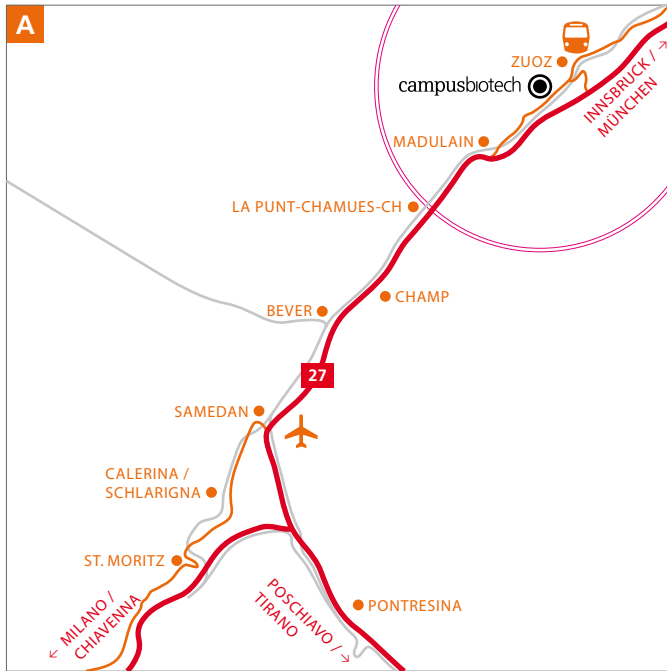 A
ZUOZ
campusbiotech
INNSBRUCK /
MÜNCHEN
MADULAIN
LA PUNT-CHAMUES-CH
BEVER
CHAMP
27
SAMEDAN
CALERINA /
SCHLARIGNA
ST. MORITZ
MILANO /
CHIAVENNA
POSCHIAVO /
TIRANO
PONTRESINA